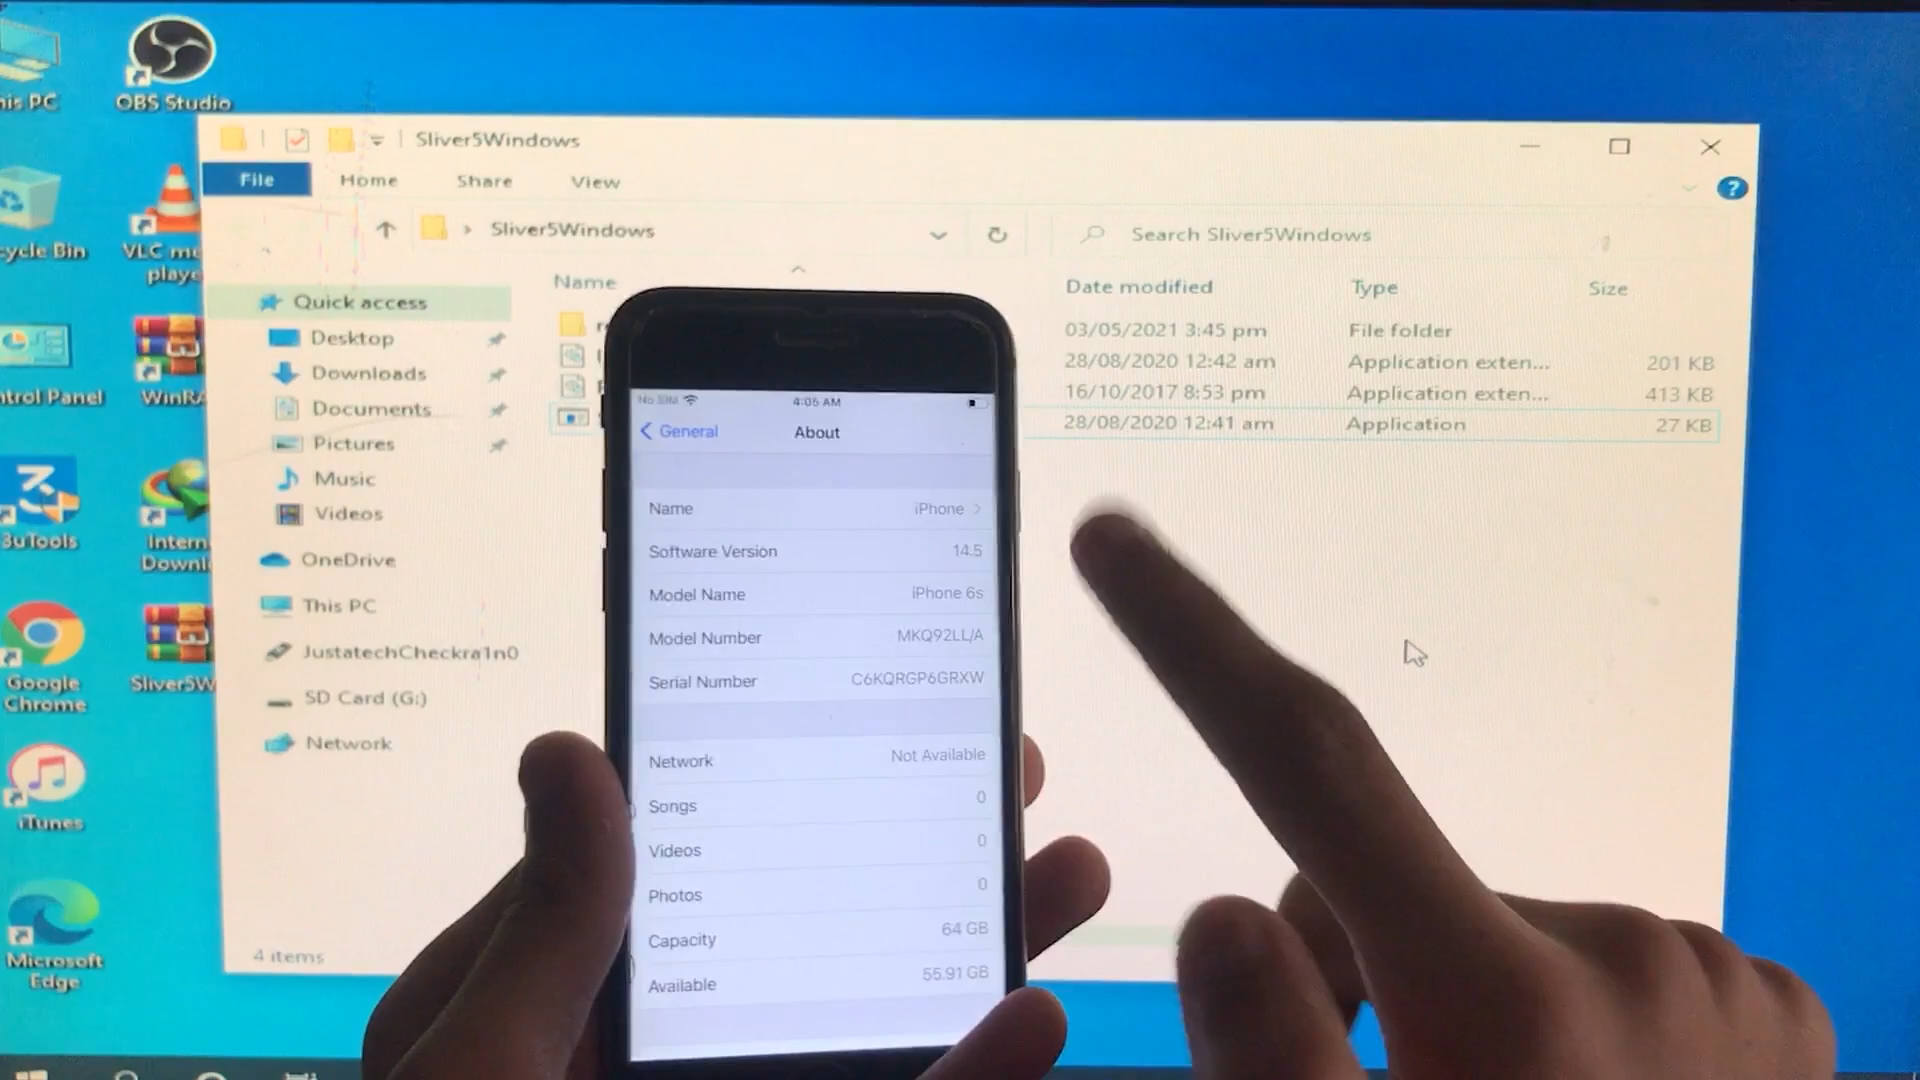 his PC
OBS Studio
cycle Bin
VLC me
playe
ntrol Panel
WinRA
3uTools
Intern
Downl
Google
Chrome
Sliver5W
iTunes
Microsoft
Edge
Sliver5Windows
File
Home
Share
View
?
Sliver5Windows
Search Sliver5Windows
Name
Date modified
Type
Size
03/05/2021 3:45 pm
File folder
28/08/2020 12:42 am
Application exten...
201 KB
16/10/2017 8:53 pm
Application exten...
413 KB
28/08/2020 12:41 am
Application
27 KB
Quick access
Desktop
Downloads
Documents
Pictures
Music
Videos
OneDrive
This PC
JustatechCheckra1n0
SD Card (G:)
Network
4 items
No SIM
4:05 AM
General
About
Name
iPhone
Software Version
14.5
Model Name
iPhone 6s
Model Number
MKQ92LL/A
Serial Number
C6KQRGP6GRXW
Network
Not Available
Songs
0
Videos
0
Photos
0
Capacity
64 GB
Available
55.91 GB